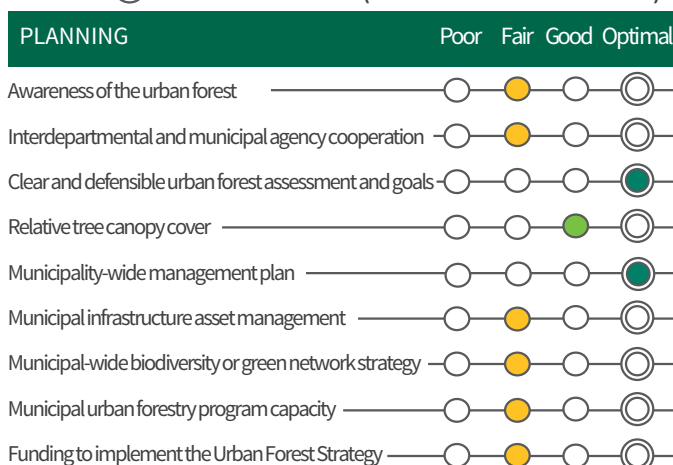 PLANNING Poor Fair Good Optimal
Awareness of the urban forest
Interdepartmental and municipal agency cooperation
Clear and defensible urban forest assessment and goals
Relative tree canopy cover
Municipality-wide management plan
Municipal infrastructure asset management
Municipal-wide biodiversity or green network strategy
Municipal urban forestry program capacity
Funding to implement the Urban Forest Strategy